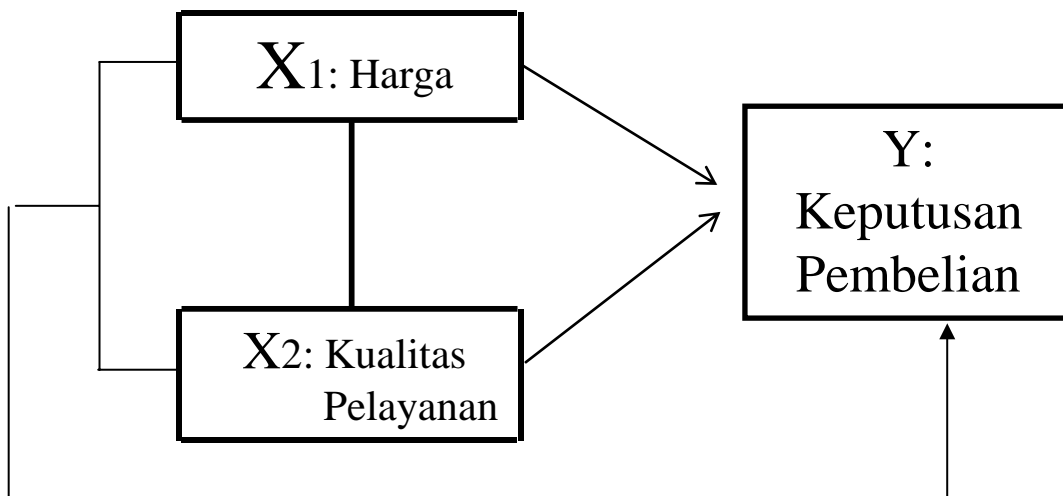 X1: Harga
Y:
Keputusan
Pembelian
X2: Kualitas
Pelayanan